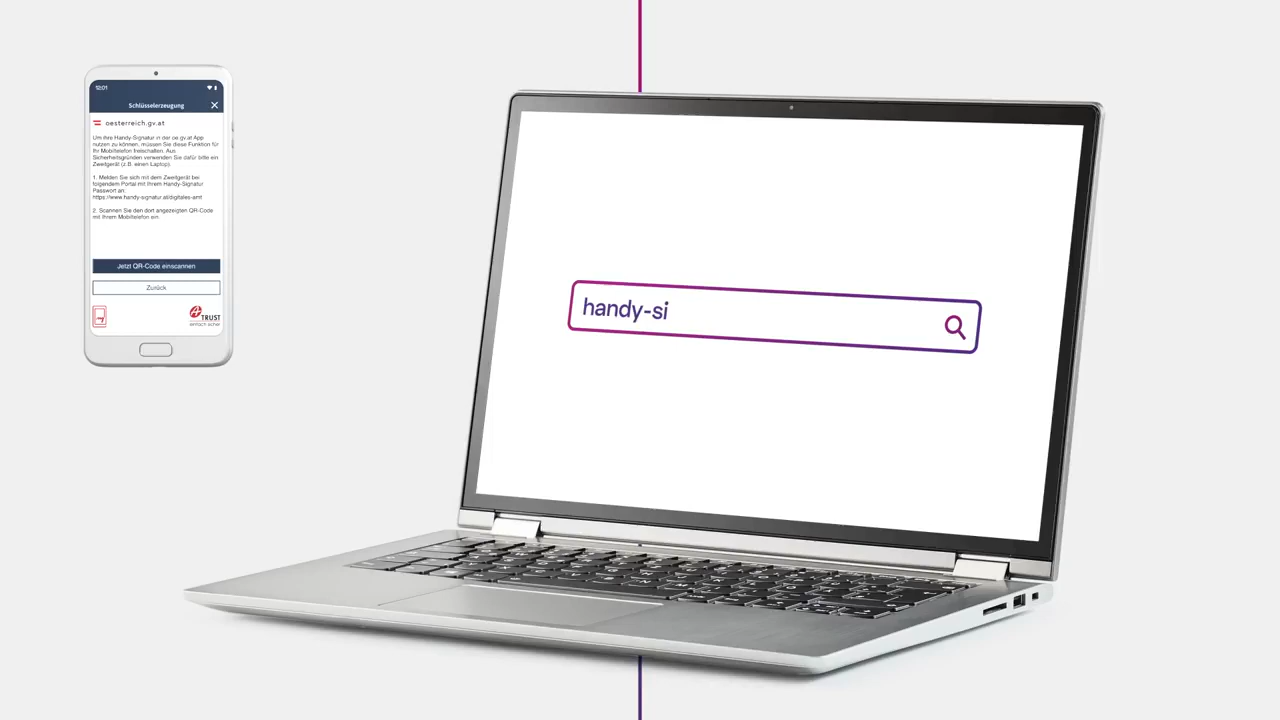 12:01
Schlüsselerzeugung
oesterreich.gv.at
Um ihre Handy-Signatur in der oe.gv.at App
nutzen zu können, müssen Sie diese Funktion für
Ihr Mobiltelefon freischalten. Aus
Sicherheitsgründen verwenden Sie dafür bitte ein
Zweitgerät (z.B. einen Laptop).
1. Melden Sie sich mit dem Zweitgerät bei
folgendem Portal mit Ihrem Handy-Signatur
Passwort an:
https://www.handy-signatur.at/digitales-amt
2. Scannen Sie den dort angezeigten QR-Code
mit Ihrem Mobiltelefon ein.
Jetzt QR-Code einscannen
Zurück
A TRUST
einfach sicher
handy-si